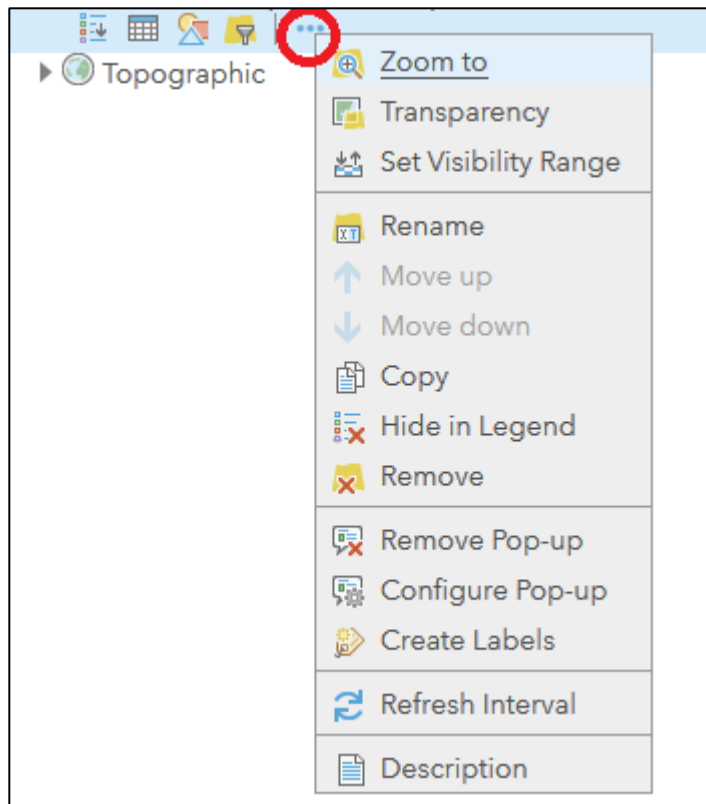 Topographic
Zoom to
Transparency
Set Visibility Range
Rename
Move up
Move down
Copy
Hide in Legend
Remove
Remove Pop-up
Configure Pop-up
Create Labels
Refresh Interval
Description